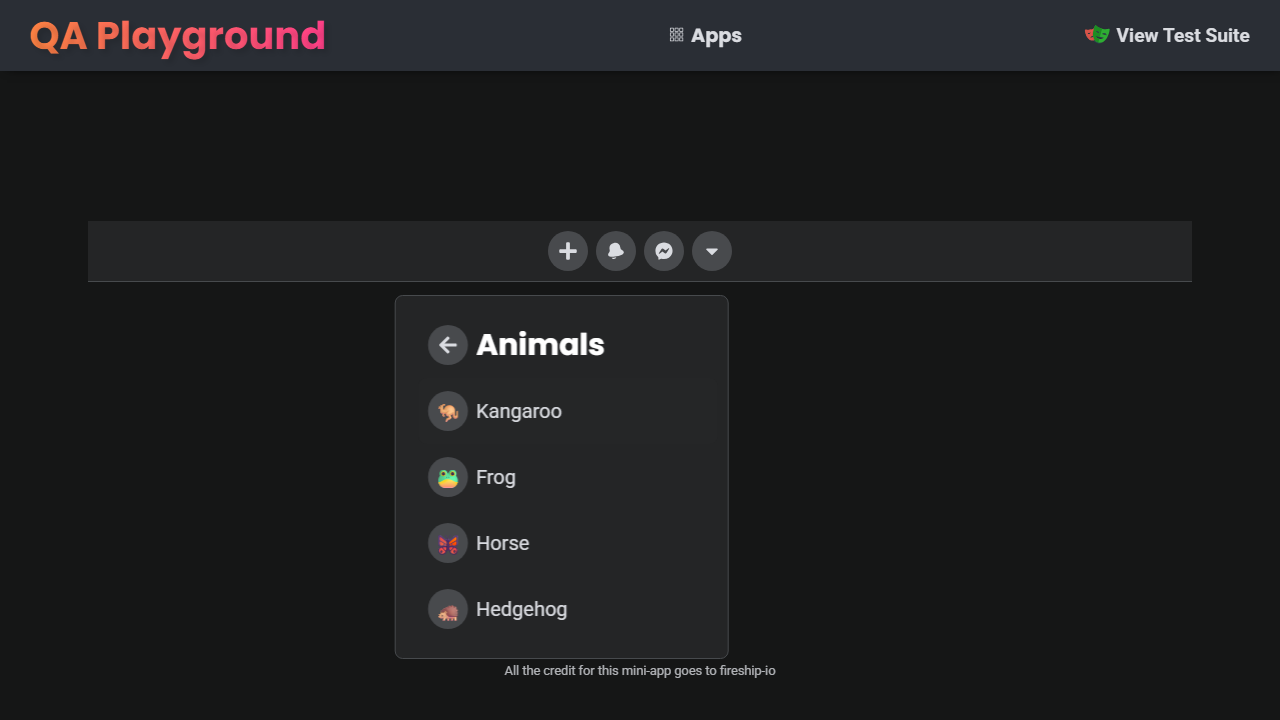 QA Playground
Apps
View Test Suite
Animals
Kangaroo
Frog
Horse
Hedgehog
All the credit for this mini-app goes to fireship-io